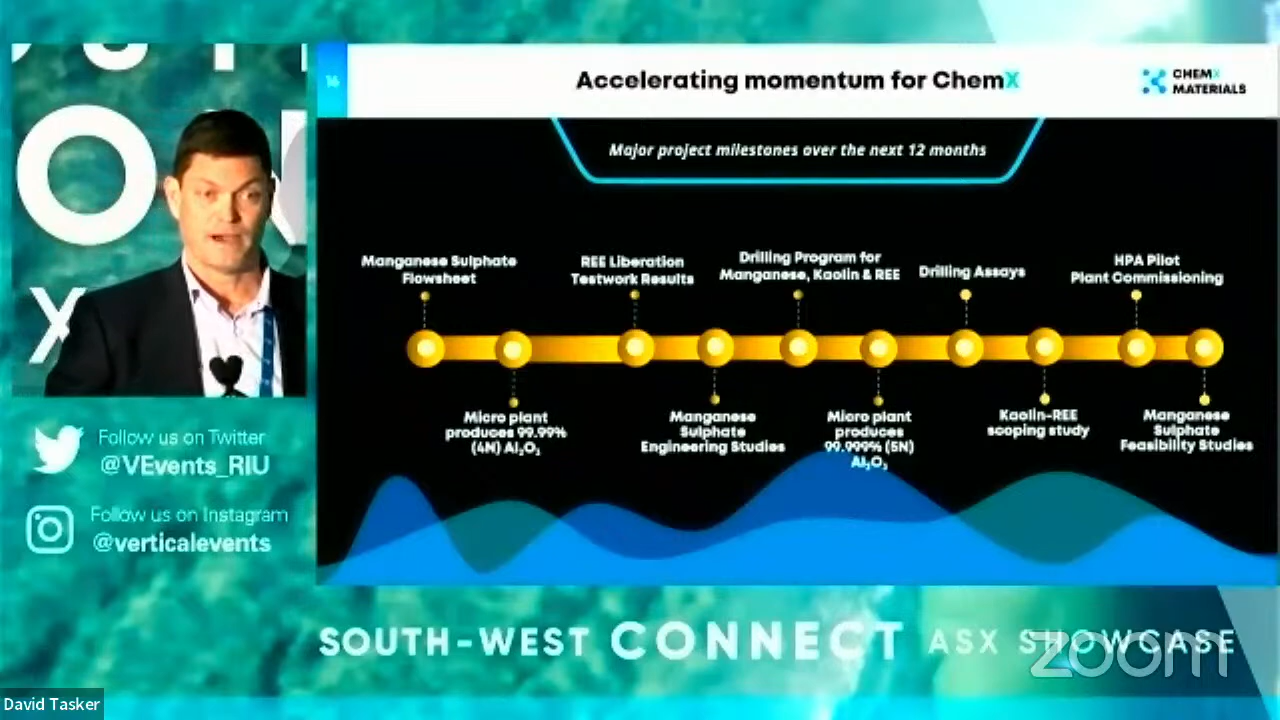 16
Accelerating momentum for ChemX
CHEMX
MATERIALS
Major project milestones over the next 12 months
Manganese Sulphate
Flowsheet
REE Liberation
Testwork Results
Drilling Program for
Manganese, Kaolin & REE
Drilling Assays
HPA Pilot
Plant Commissioning
Micro plant
produces 99.99%
(4N) Al₂O₃
Manganese
Sulphate
Engineering Studies
Micro plant
produces
99.999% (5N)
Al₂O₃
Kaolin-REE
scoping study
Manganese
Sulphate
Feasibility Studies
Follow us on Twitter
@VEvents_RIU
Follow us on Instagram
@verticalevents
SOUTH-WEST CONNECT ASX SHOWCASE
zoom
David Tasker